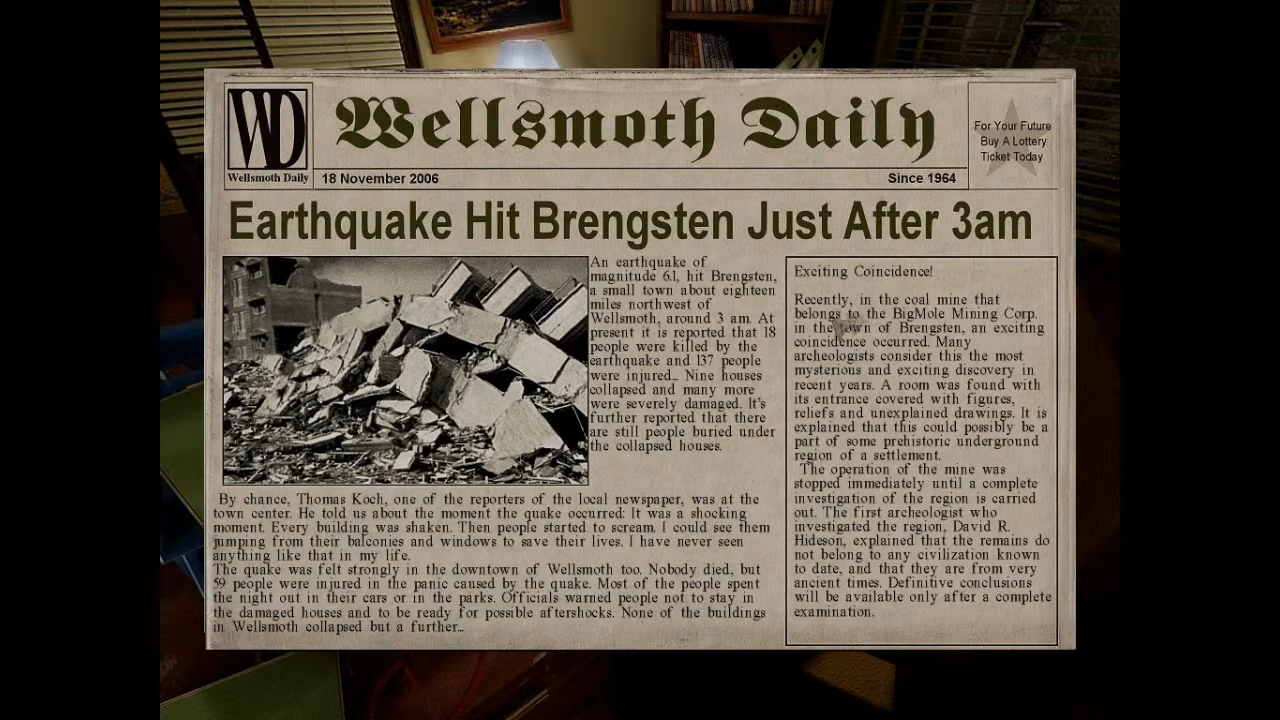 WD
Wellsmoth Daily
Wellsmoth Daily
For Your Future
Buy A Lottery
Ticket Today
18 November 2006
Since 1964
Earthquake Hit Brengsten Just After 3am
An earthquake of
magnitude 6.1, hit Brengsten,
a small town about eighteen
miles northwest of
Wellsmoth, around 3 am. At
present it is reported that 18
people were killed by the
earthquake and 137 people
were injured... Nine houses
collapsed and many more
were severely damaged. It's
further reported that there
are still people buried under
the collapsed houses.
By chance, Thomas Koch, one of the reporters of the local newspaper, was at the
town center. He told us about the moment the quake occurred: It was a shocking
moment. Every building was shaken. Then people started to scream. I could see them
jumping from their balconies and windows to save their lives. I have never seen
anything like that in my life.
The quake was felt strongly in the downtown of Wellsmoth too. Nobody died, but
59 people were injured in the panic caused by the quake. Most of the people spent
the night out in their cars or in the parks. Officials warned people not to stay in
the damaged houses and to be ready for possible aftershocks. None of the buildings
in Wellsmoth collapsed but a further...
Exciting Coincidence!
Recently, in the coal mine that
belongs to the BigMole Mining Corp.
in the town of Brengsten, an exciting
coincidence occurred. Many
archeologists consider this the most
mysterious and exciting discovery in
recent years. A room was found with
its entrance covered with figures,
reliefs and unexplained drawings. It is
explained that this could possibly be a
part of some prehistoric underground
region of a settlement.
The operation of the mine was
stopped immediately until a complete
investigation of the region is carried
out. The first archeologist who
investigated the region, David R.
Hideson, explained that the remains do
not belong to any civilization known
to date, and that they are from very
ancient times. Definitive conclusions
will be available only after a complete
examination.